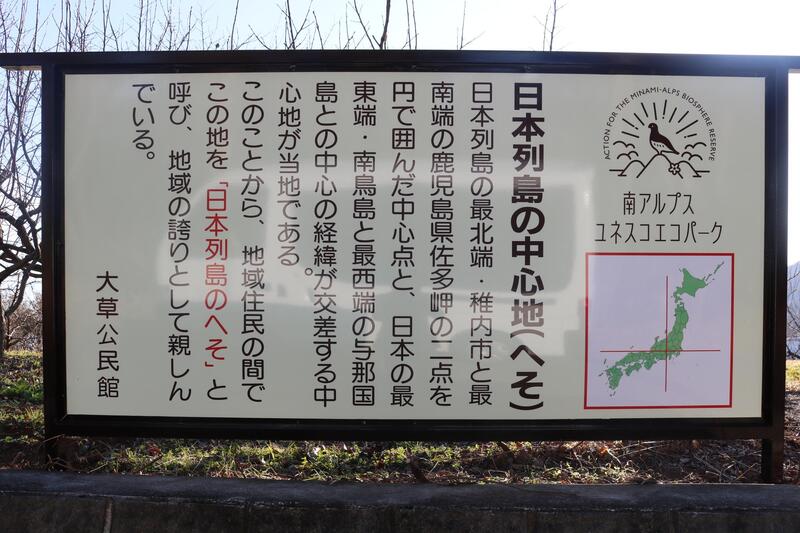 日本列島の中心地(へそ)
日本列島の最北端・稚内市と最
南端の鹿児島県佐多岬の二点を
円で囲んだ中心点と、日本の最
東端・南鳥島と最西端の与那国
島との中心の経緯が交差する中
心地が当地である。
このことから、地域住民の間で
この地を「日本列島のへそ」と
呼び、地域の誇りとして親しん
でいる。
大草公民館
ACTION FOR THE MINAMI-ALPS BIOSPHERE RESERVE
南アルプス
ユネスコエコパーク